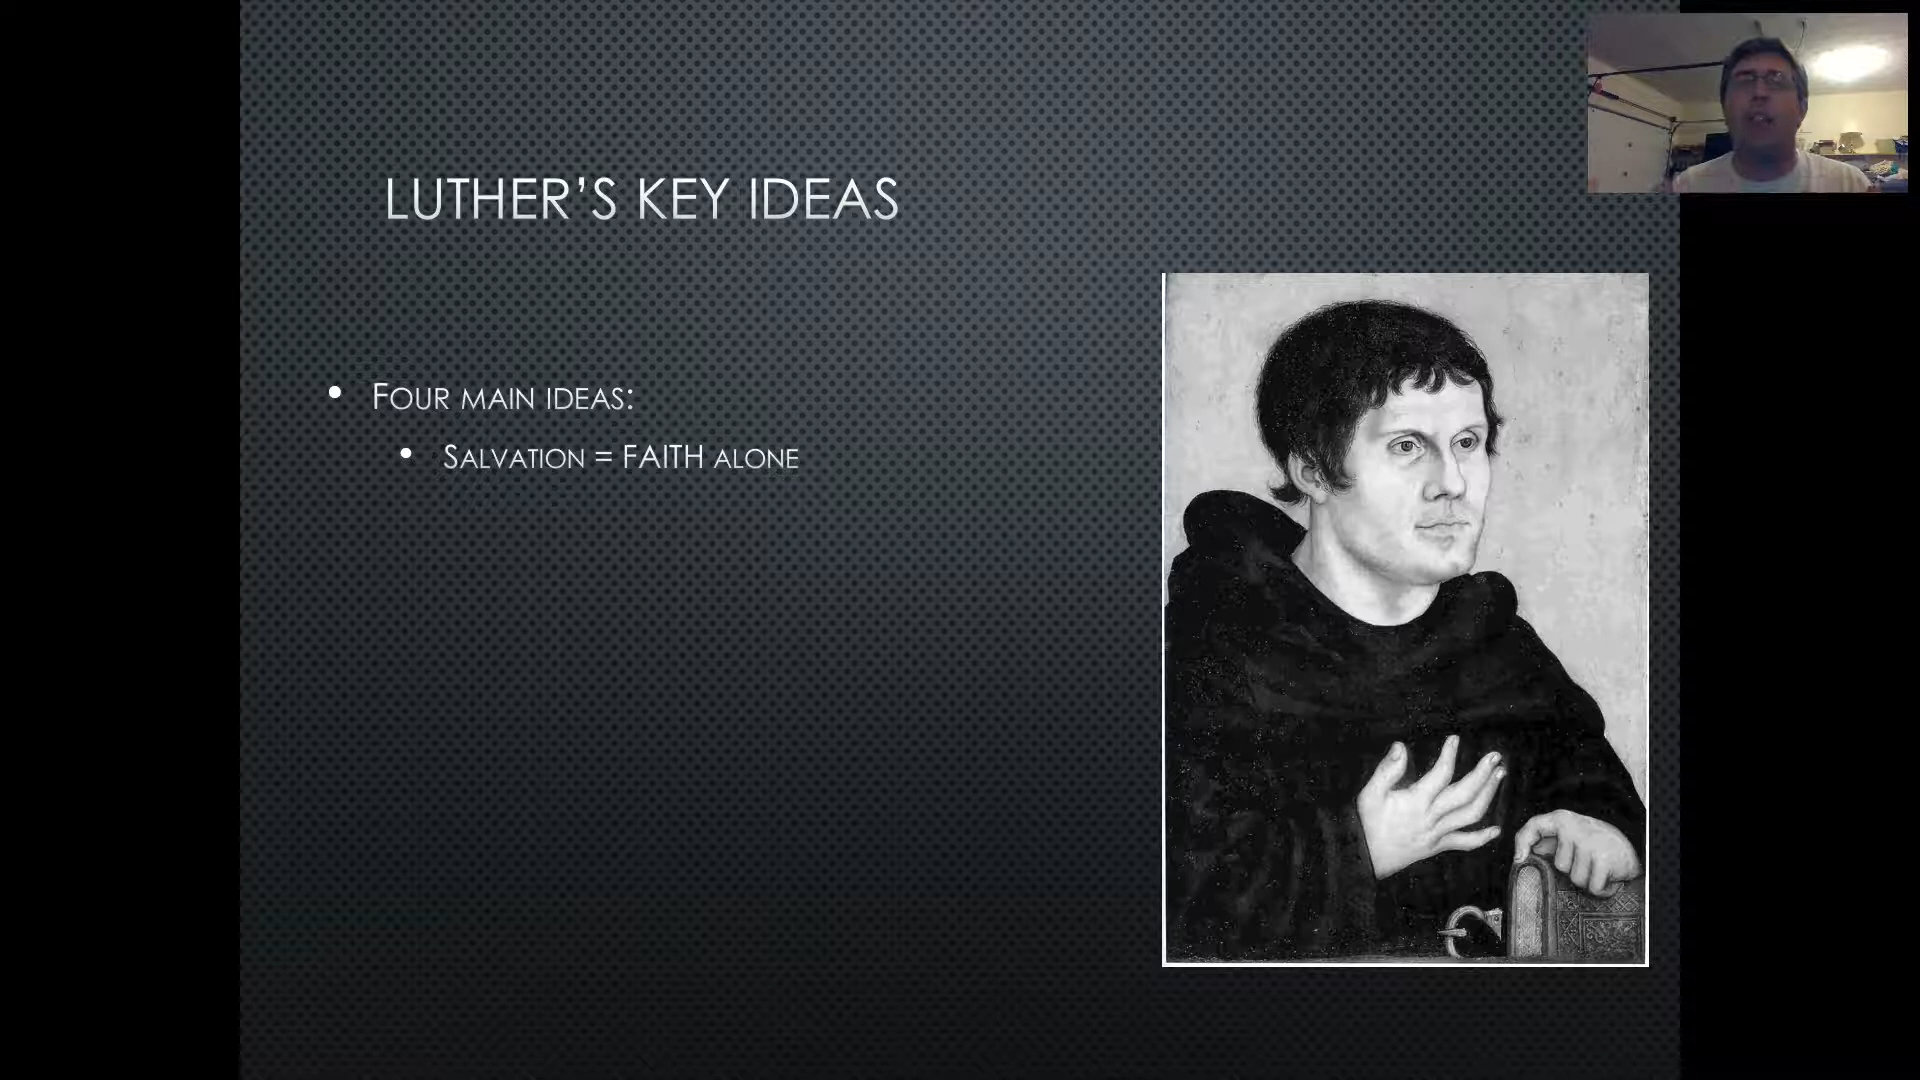 LUTHER'S KEY IDEAS
• FOUR MAIN IDEAS:
• SALVATION = FAITH ALONE